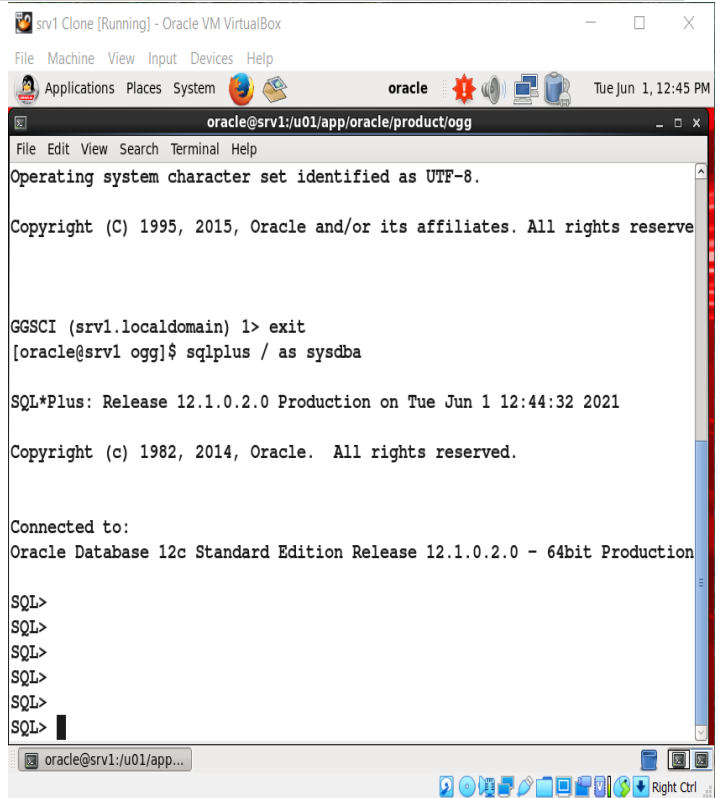 srv1 Clone [Running] - Oracle VM VirtualBox
File Machine View Input Devices Help
Applications Places System oracle Tue Jun 1, 12:45 PM
oracle@srv1:/u01/app/oracle/product/ogg
File Edit View Search Terminal Help
Operating system character set identified as UTF-8.
Copyright (C) 1995, 2015, Oracle and/or its affiliates. All rights reserve
GGSCI (srv1.localdomain) 1> exit
[oracle@srv1 ogg]$ sqlplus / as sysdba
SQL*Plus: Release 12.1.0.2.0 Production on Tue Jun 1 12:44:32 2021
Copyright (c) 1982, 2014, Oracle.  All rights reserved.
Connected to:
Oracle Database 12c Standard Edition Release 12.1.0.2.0 - 64bit Production
SQL>
SQL>
SQL>
SQL>
SQL>
SQL>
oracle@srv1:/u01/app...
Right Ctrl